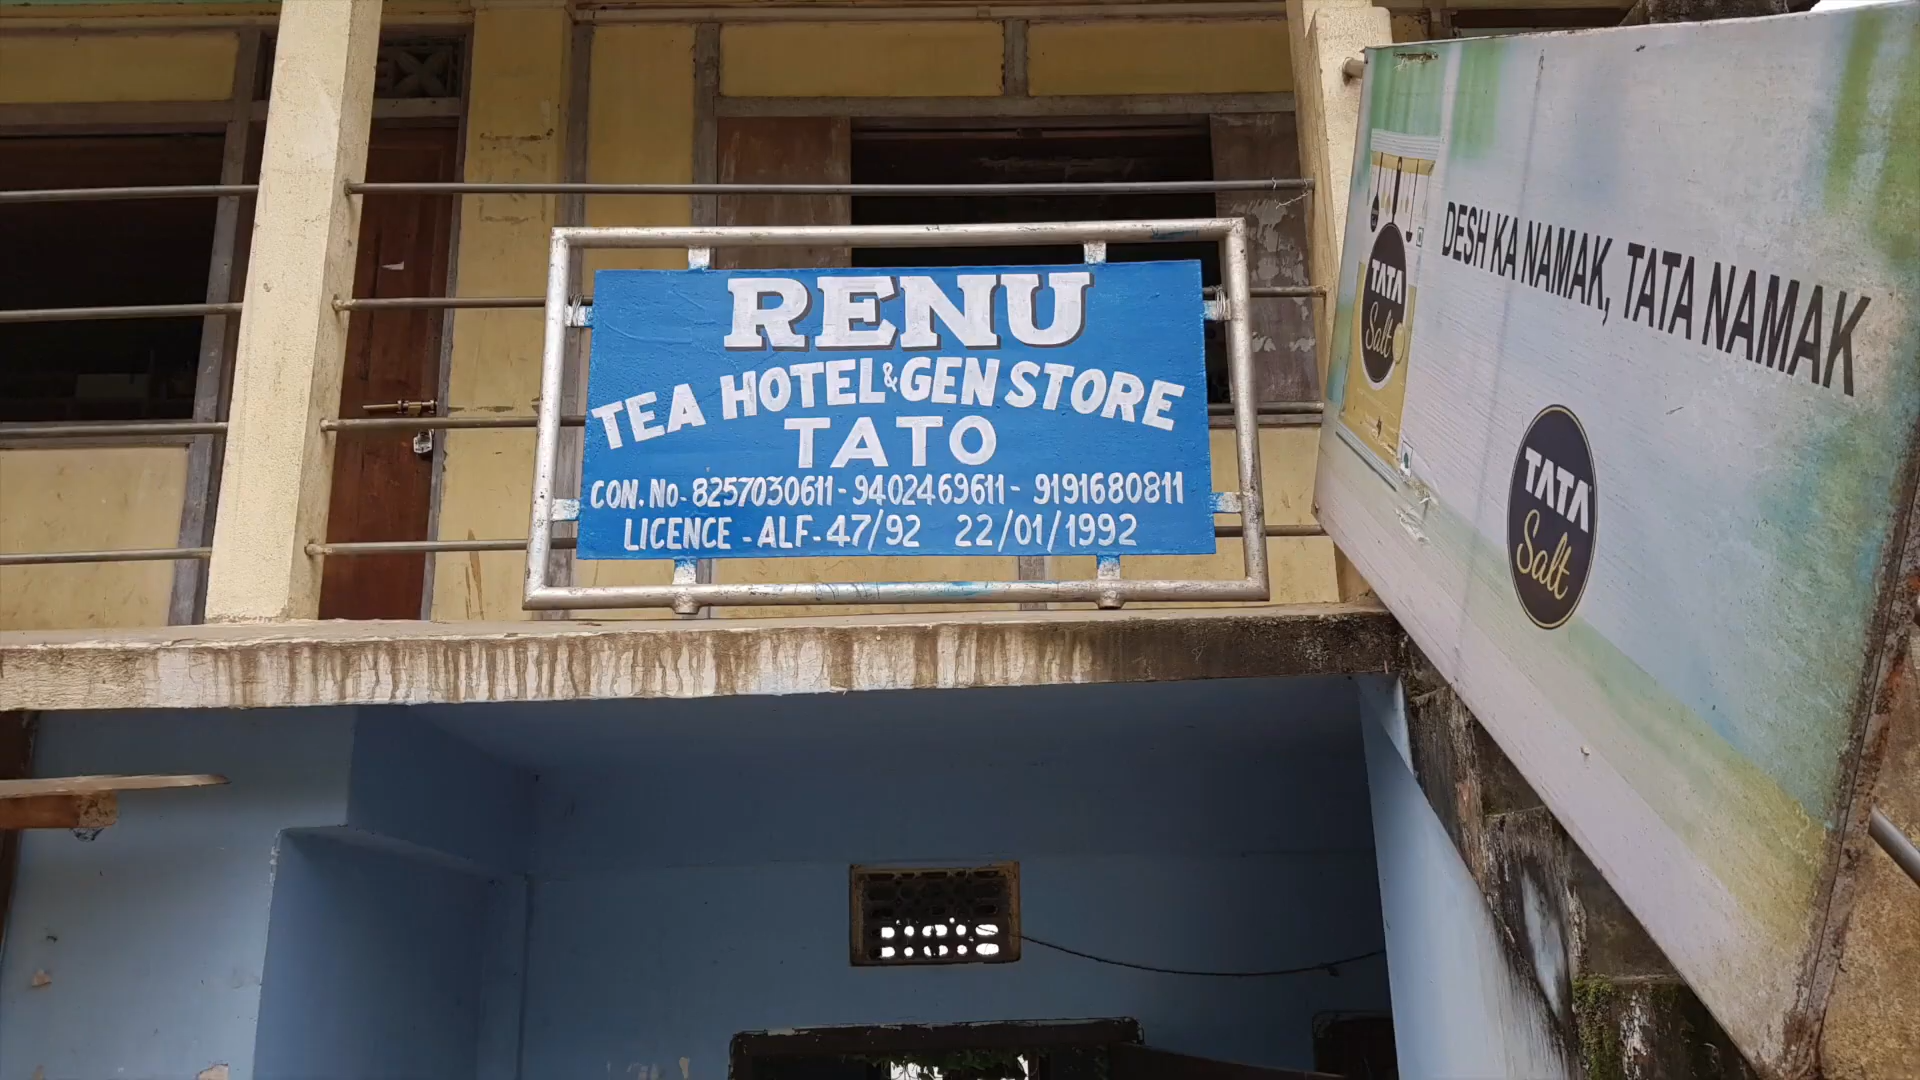 RENU
TEA HOTEL & GEN STORE
TATO
CON. No - 8257030611 - 9402469611 - 9191680811
LICENCE - ALF - 47/92 22/01/1992
DESH KA NAMAK, TATA NAMAK
TATA
Salt
TATA
Salt